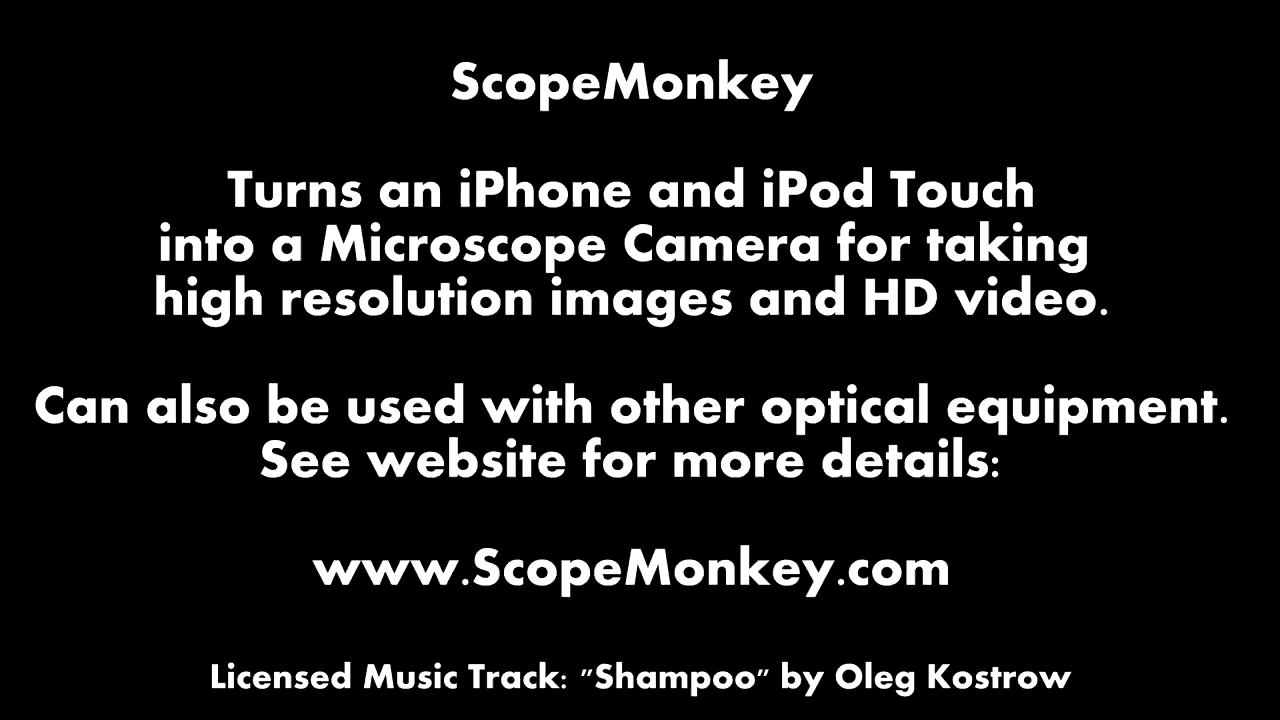 ScopeMonkey
Turns an iPhone and iPod Touch
into a Microscope Camera for taking
high resolution images and HD video.
Can also be used with other optical equipment.
See website for more details:
www.ScopeMonkey.com
Licensed Music Track: "Shampoo" by Oleg Kostrow